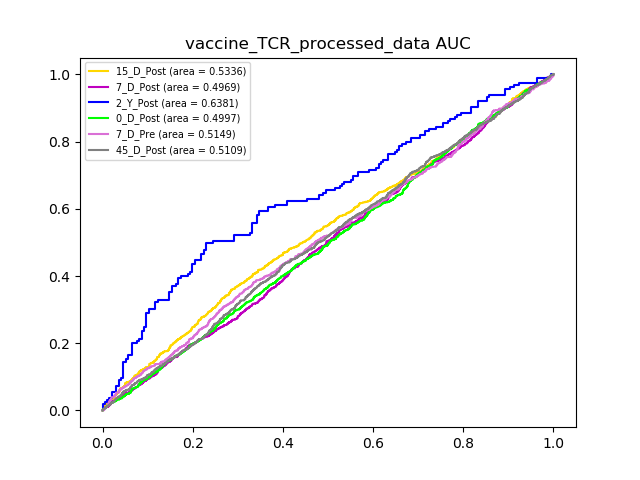 vaccine_TCR_processed_data AUC
15_D_Post (area = 0.5336)
7_D_Post (area = 0.4969)
2_Y_Post (area = 0.6381)
0_D_Post (area = 0.4997)
7_D_Pre (area = 0.5149)
45_D_Post (area = 0.5109)
1.0
0.8
0.6
0.4
0.2
0.0
0.0 0.2 0.4 0.6 0.8 1.0